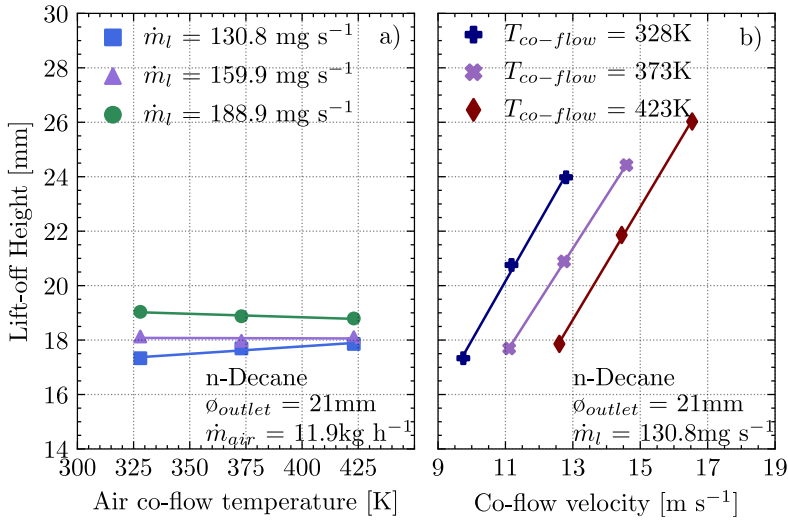 Lift-off Height [mm]
30
28
26
24
22
20
18
16
14
ṁ_l = 130.8 mg s⁻¹
ṁ_l = 159.9 mg s⁻¹
ṁ_l = 188.9 mg s⁻¹
a)
n-Decane
ø_outlet = 21mm
ṁ_air = 11.9kg h⁻¹
300 325 350 375 400 425
Air co-flow temperature [K]
T_co−flow = 328K
T_co−flow = 373K
T_co−flow = 423K
b)
n-Decane
ø_outlet = 21mm
ṁ_l = 130.8mg s⁻¹
9 11 13 15 17 19
Co-flow velocity [m s⁻¹]